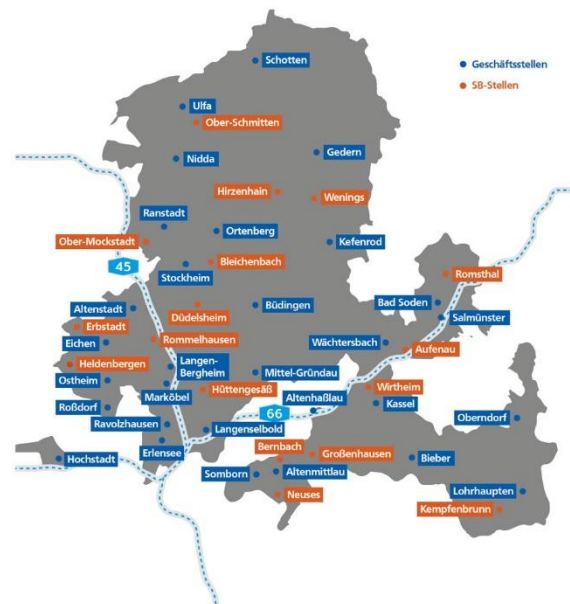 Schotten
Geschäftsstellen
SB-Stellen
Ulfa
Ober-Schmitten
Nidda
Gedern
Hirzenhain
Wenings
Ranstadt
Ortenberg
Ober-Mockstadt
Kefenrod
Bleichenbach
45
Stockheim
Romsthal
Düdelsheim
Büdingen
Bad Soden
Altenstadt
Salmünster
Erbstadt
Eichen
Rommelhausen
Wächtersbach
Aufenau
Heldenbergen
Langen-
Bergheim
Mittel-Gründau
Ostheim
Marköbel
Hüttengesäß
Wirtheim
Altenhaßlau
Kassel
Roßdorf
66
Oberndorf
Ravolzhausen
Langenselbold
Erlensee
Bernbach
Großenhausen
Hochstadt
Bieber
Somborn
Altenmittlau
Neuses
Lohrhaupten
Kempfenbrunn